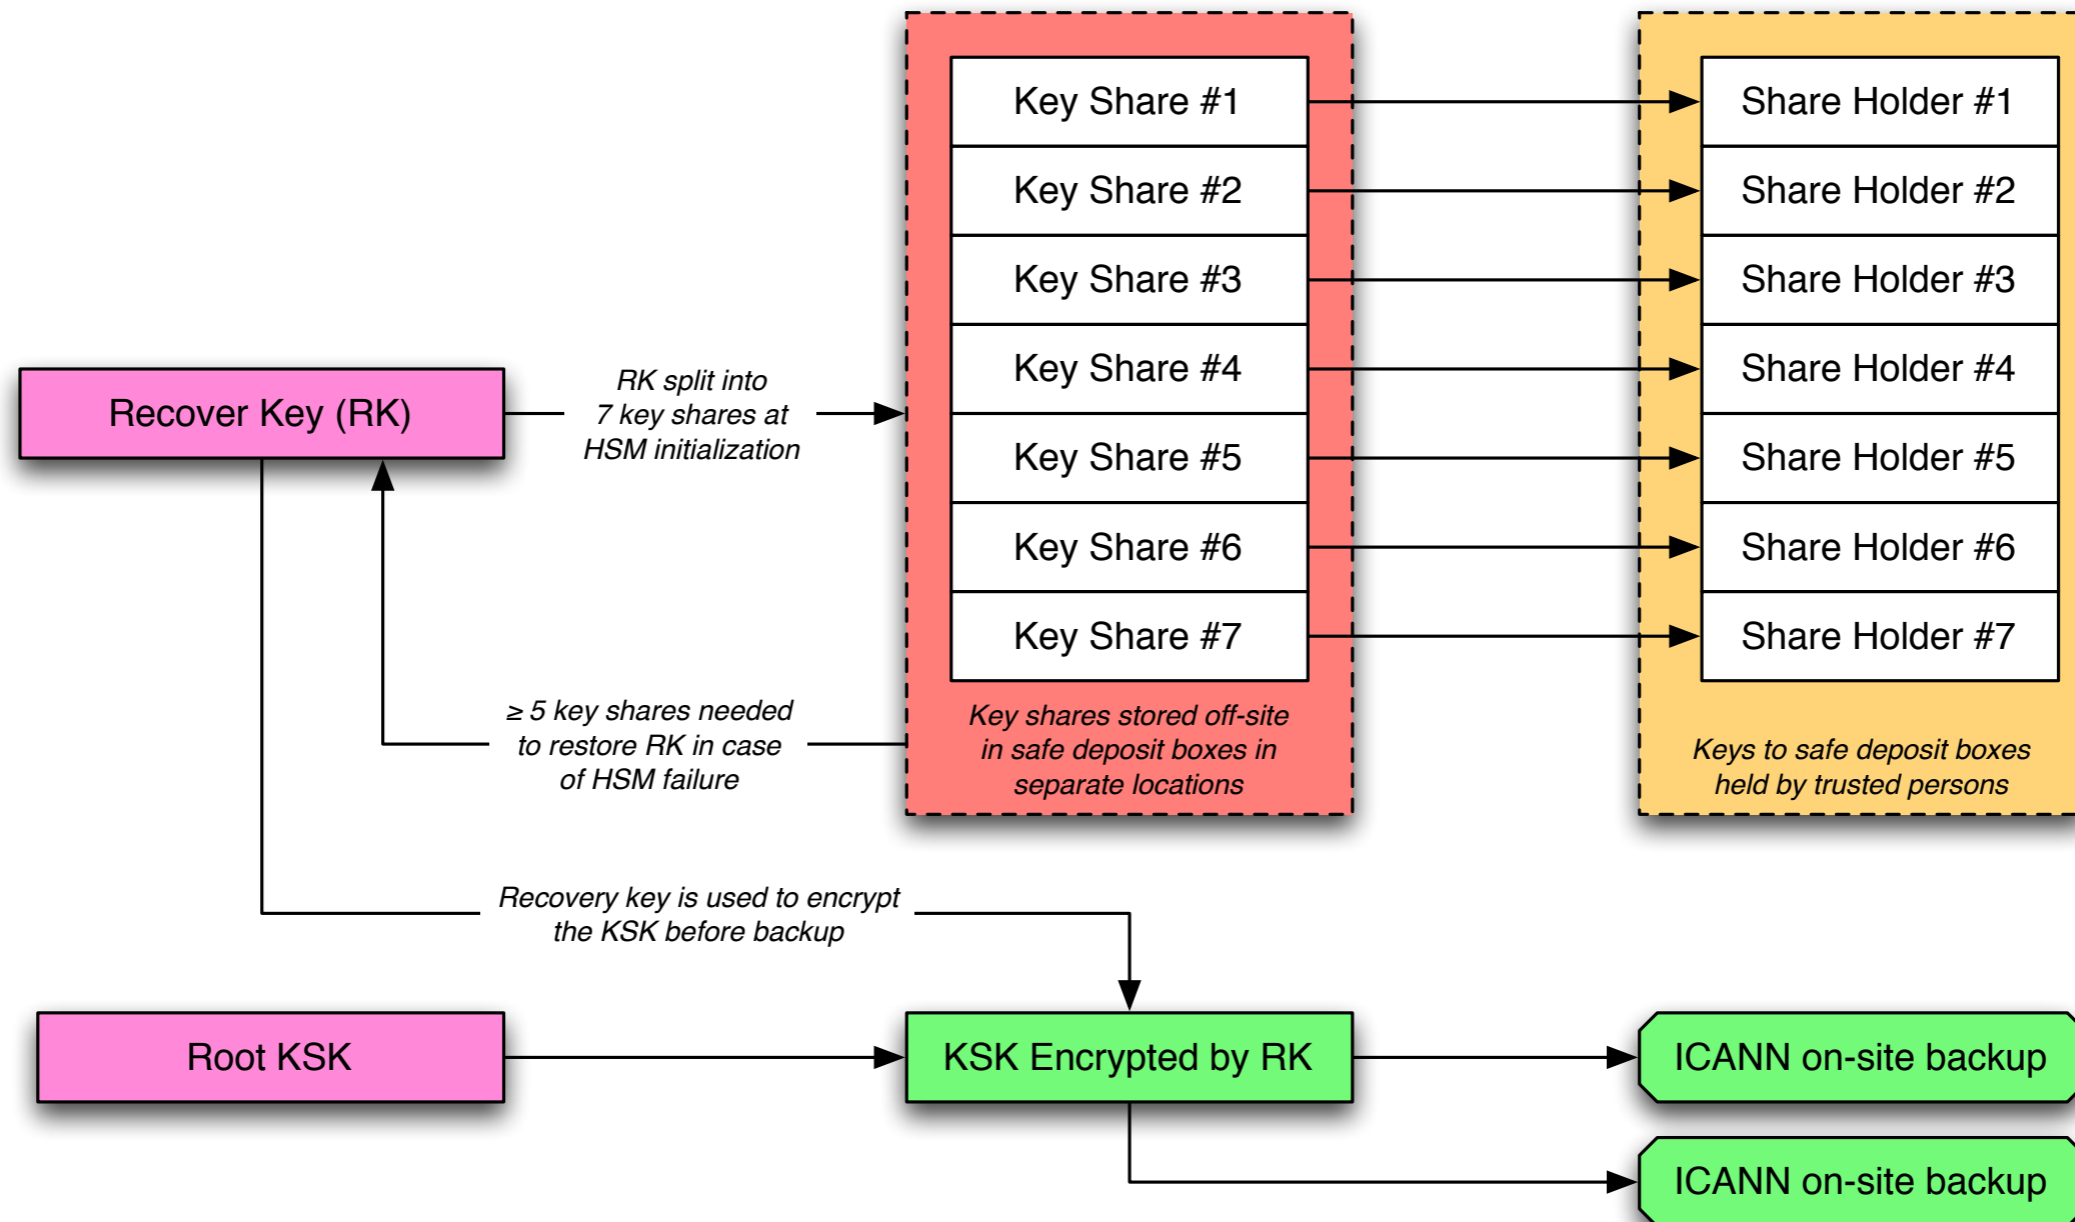 Key Share #1
Share Holder #1
Key Share #2
Share Holder #2
Key Share #3
Share Holder #3
Key Share #4
Share Holder #4
Key Share #5
Share Holder #5
Key Share #6
Share Holder #6
Key Share #7
Share Holder #7
Recover Key (RK)
RK split into
7 key shares at
HSM initialization
≥ 5 key shares needed
to restore RK in case
of HSM failure
Key shares stored off-site
in safe deposit boxes in
separate locations
Keys to safe deposit boxes
held by trusted persons
Recovery key is used to encrypt
the KSK before backup
Root KSK
KSK Encrypted by RK
ICANN on-site backup
ICANN on-site backup